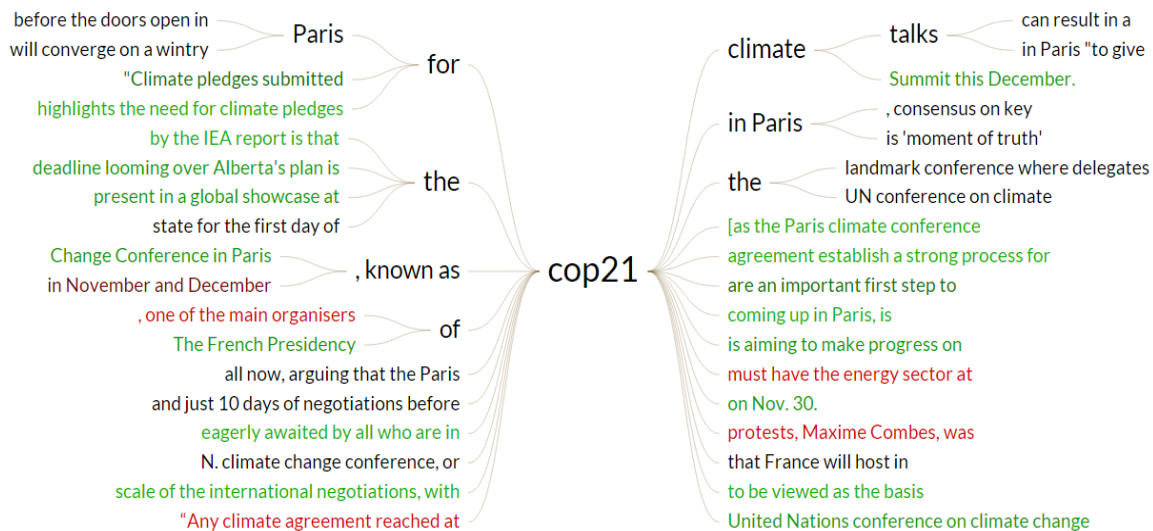 before the doors open in
will converge on a wintry
Paris
"Climate pledges submitted
highlights the need for climate pledges
for
by the IEA report is that
deadline looming over Alberta's plan is
present in a global showcase at
state for the first day of
the
Change Conference in Paris
in November and December
, known as
, one of the main organisers
The French Presidency
of
all now, arguing that the Paris
and just 10 days of negotiations before
eagerly awaited by all who are in
N. climate change conference, or
scale of the international negotiations, with
“Any climate agreement reached at
cop21
climate
talks
can result in a
in Paris "to give
Summit this December.
in Paris
, consensus on key
is 'moment of truth'
the
landmark conference where delegates
UN conference on climate
[as the Paris climate conference
agreement establish a strong process for
are an important first step to
coming up in Paris, is
is aiming to make progress on
must have the energy sector at
on Nov. 30.
protests, Maxime Combes, was
that France will host in
to be viewed as the basis
United Nations conference on climate change